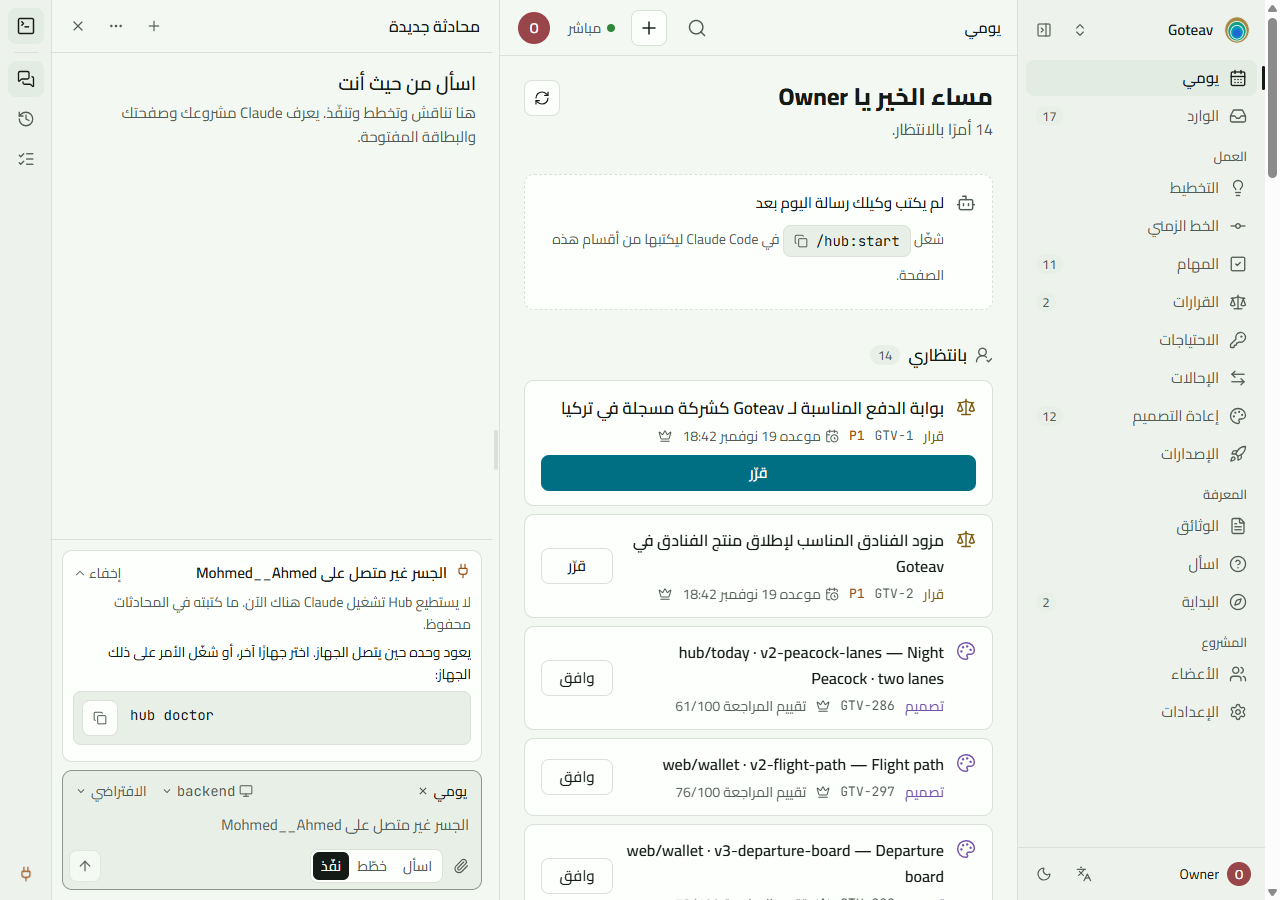 Goteav
يومي
الوارد
17
العمل
التخطيط
الخط الزمني
المهام
11
القرارات
2
الاحتياجات
الإحالات
إعادة التصميم
12
الإصدارات
المعرفة
الوثائق
اسأل
البداية
2
المشروع
الأعضاء
الإعدادات
O Owner
يومي
مباشر
O
مساء الخير يا Owner
14 أمرًا بالانتظار.
لم يكتب وكيلك رسالة اليوم بعد
شغّل /hub:start في Claude Code ليكتبها من أقسام هذه
الصفحة.
بانتظاري 14
بوابة الدفع المناسبة لـ Goteav كشركة مسجلة في تركيا
قرار GTV-1 P1 موعده 19 نوفمبر 18:42
قرّر
مزود الفنادق المناسب لإطلاق منتج الفنادق في
Goteav
قرار GTV-2 P1 موعده 19 نوفمبر 18:42
قرّر
hub/today · v2-peacock-lanes — Night
Peacock · two lanes
تصميم GTV-286 تقييم المراجعة 61/100
وافق
web/wallet · v2-flight-path — Flight path
تصميم GTV-297 تقييم المراجعة 76/100
وافق
web/wallet · v3-departure-board — Departure
board
وافق
محادثة جديدة
اسأل من حيث أنت
هنا تناقش وتخطط وتنفّذ. يعرف Claude مشروعك وصفحتك
والبطاقة المفتوحة.
الجسر غير متصل على Mohmed__Ahmed
إخفاء
لا يستطيع Hub تشغيل Claude هناك الآن. ما كتبته في المحادثات
محفوظ.
يعود وحده حين يتصل الجهاز. اختر جهازًا آخر، أو شغّل الأمر على ذلك
الجهاز:
hub doctor
يومي
backend
الافتراضي
الجسر غير متصل على Mohmed__Ahmed
اسأل
خطّط
نفّذ